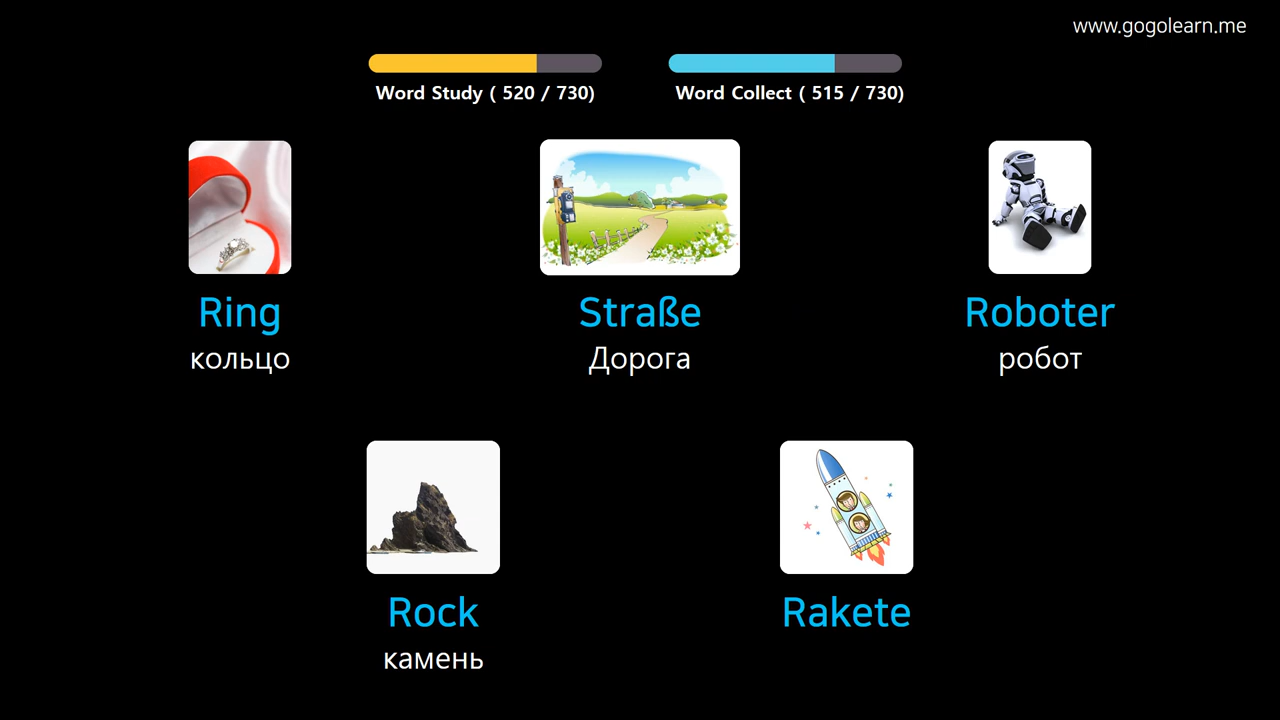 www.gogolearn.me
Word Study ( 520 / 730)
Word Collect ( 515 / 730)
Ring
кольцо
Straße
Дорога
Roboter
робот
Rock
камень
Rakete